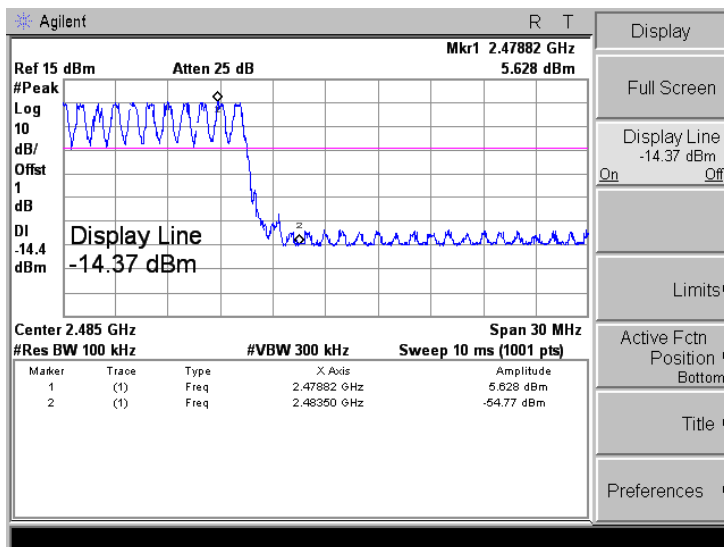 Agilent R T
Mkr1 2.47882 GHz
Ref 15 dBm Atten 25 dB 5.628 dBm
#Peak
Log
10
dB/
Offst
1
dB
DI
-14.4
dBm
2
Display Line
-14.37 dBm
Center 2.485 GHz Span 30 MHz
#Res BW 100 kHz #VBW 300 kHz Sweep 10 ms (1001 pts)
Marker Trace Type X Axis Amplitude
1 (1) Freq 2.47882 GHz 5.628 dBm
2 (1) Freq 2.48350 GHz -54.77 dBm
Display
Full Screen
Display Line
-14.37 dBm
On Off
Limits
Active Fctn
Position
Bottom
Title
Preferences